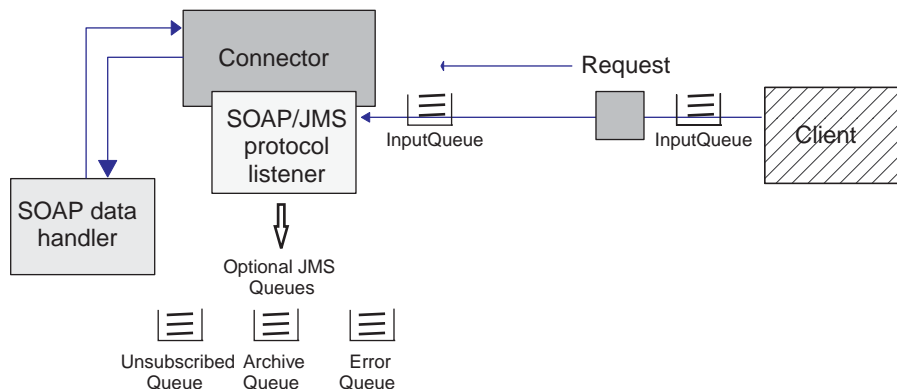 Connector
Request
SOAP/JMS
protocol
listener
InputQueue
InputQueue
Client
SOAP data
handler
Optional JMS
Queues
Unsubscribed
Queue
Archive
Queue
Error
Queue